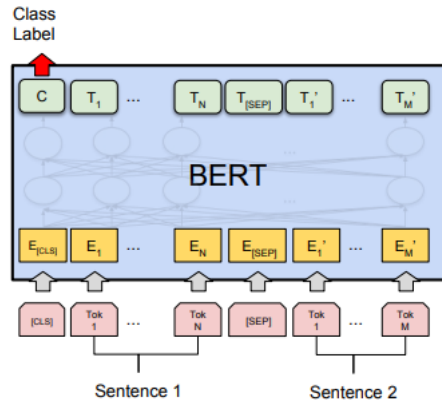 Class
Label
C T1 ... TN T[SEP] T1' ... TM'
...
BERT
...
E[CLS] E1 ... EN E[SEP] E1' ... EM'
[CLS] Tok 1 ... Tok N [SEP] Tok 1 ... Tok M
Sentence 1 Sentence 2